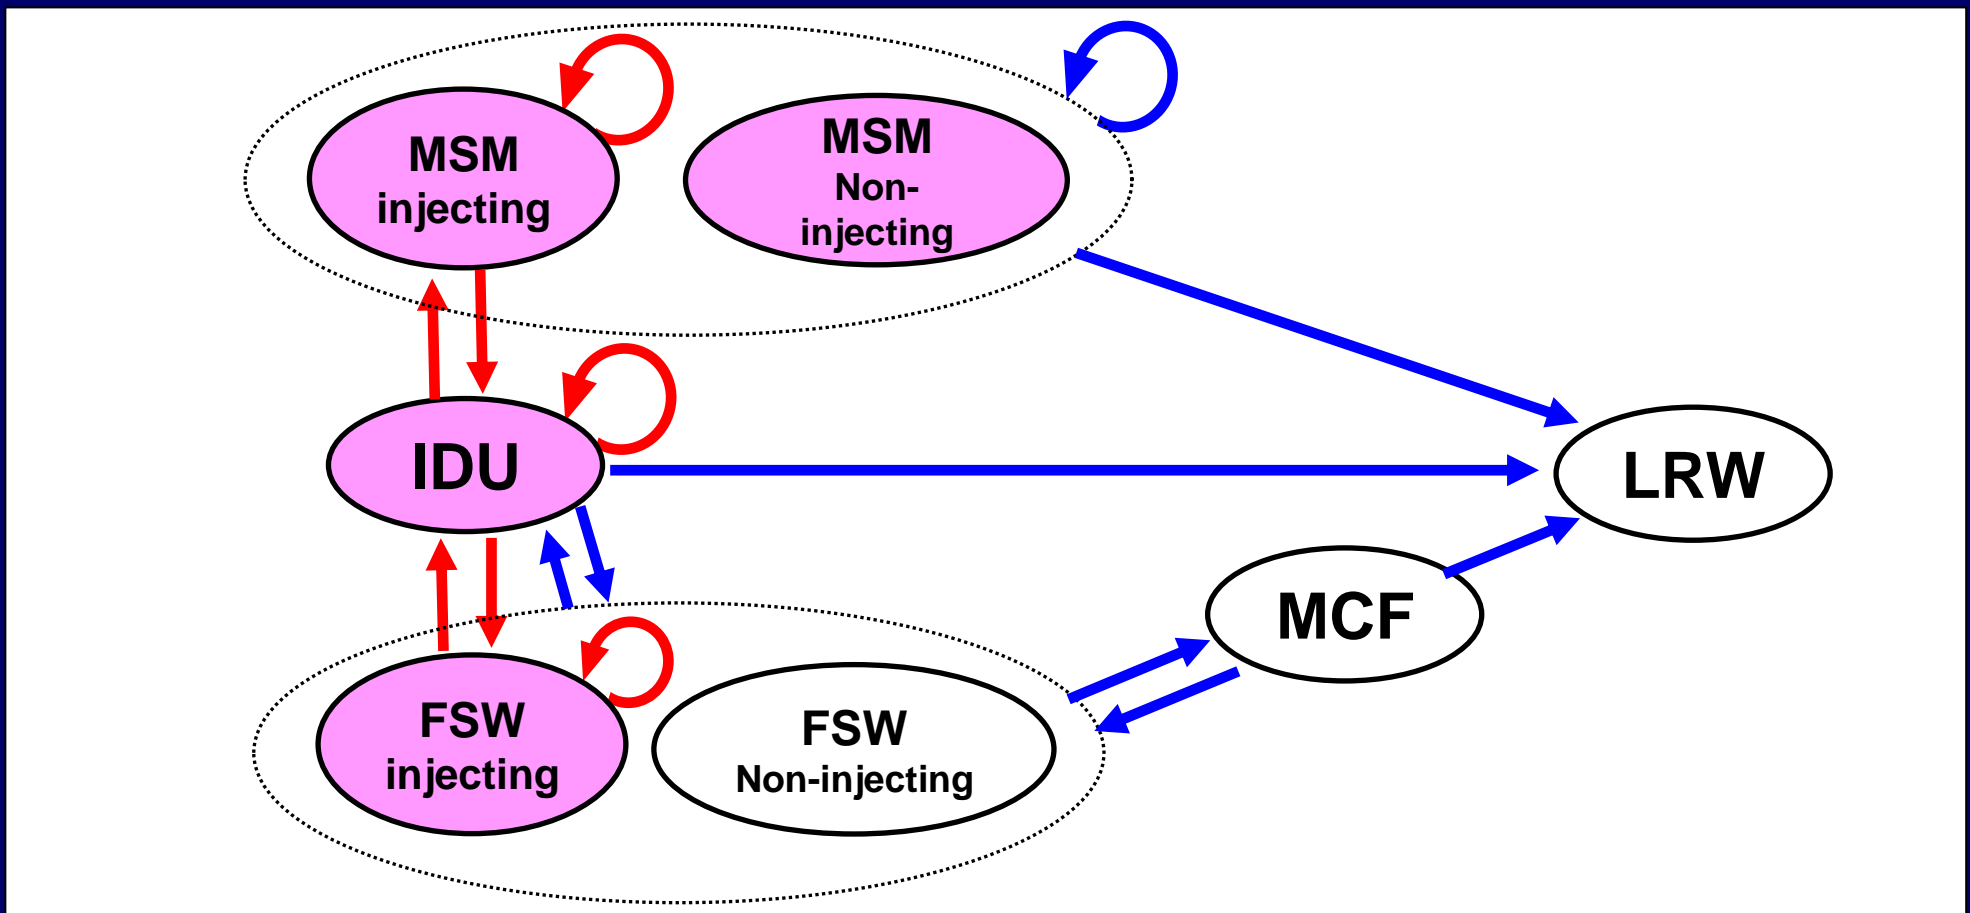 MSM
injecting
MSM
Non-
injecting
IDU
LRW
MCF
FSW
injecting
FSW
Non-injecting